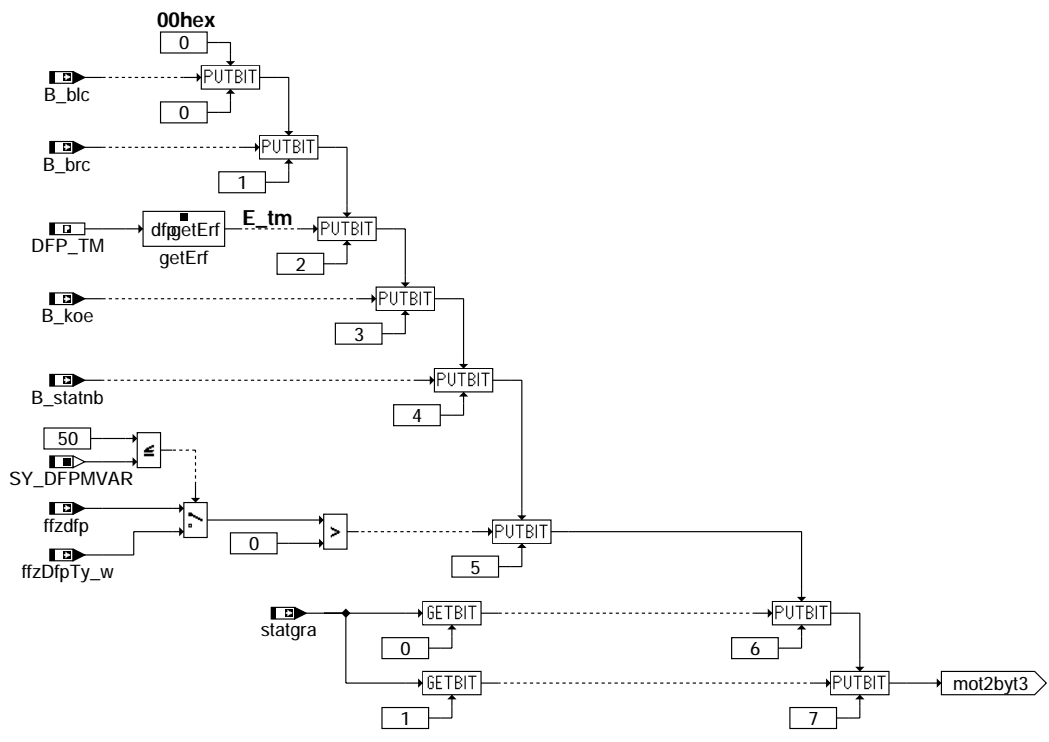 00hex
0
PUTBIT
B_blc
0
PUTBIT
B_brc
1
DFP_TM
dfpgetErf
getErf
E_tm
PUTBIT
2
B_koe
PUTBIT
3
B_statnb
PUTBIT
4
50
≤
SY_DFPMVAR
ffzdfp
ffzDfpTy_w
0
>
PUTBIT
5
statgra
GETBIT
0
PUTBIT
6
GETBIT
1
PUTBIT
7
mot2byt3